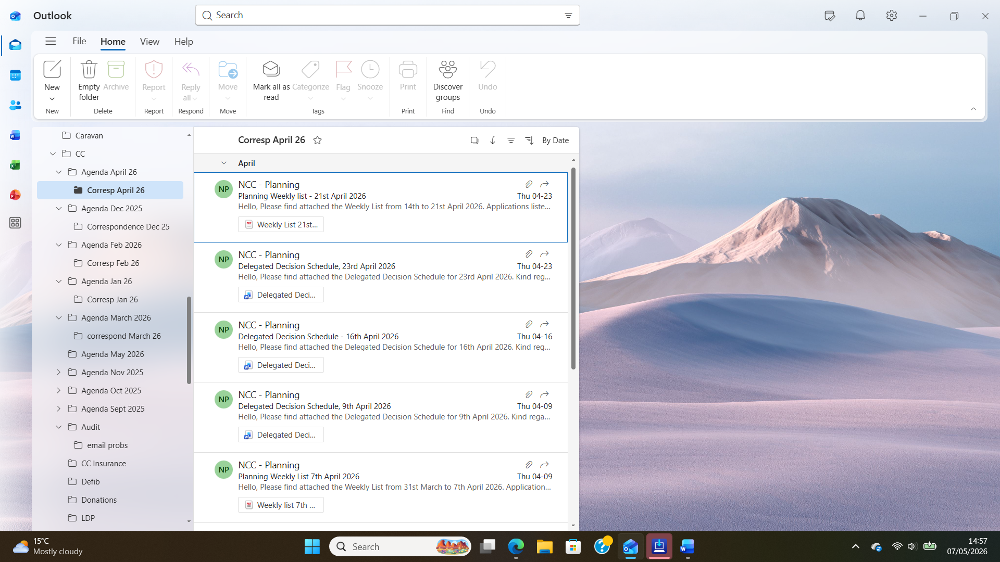 Outlook
Search
File Home View Help
New
Empty folder
Archive
Report
Reply all
Move
Mark all as read
Categorize
Flag
Snooze
Print
Discover groups
Undo
New
Delete
Report
Respond
Move
Tags
Print
Find
Undo
Caravan
CC
Agenda April 26
Corresp April 26
Agenda Dec 2025
Correspondence Dec 25
Agenda Feb 2026
Corresp Feb 26
Agenda Jan 26
Corresp Jan 26
Agenda March 2026
correspond March 26
Agenda May 2026
Agenda Nov 2025
Agenda Oct 2025
Agenda Sept 2025
Audit
email probs
CC Insurance
Defib
Donations
LDP
Corresp April 26
By Date
April
NP
NCC - Planning
Planning Weekly list - 21st April 2026 Thu 04-23
Hello, Please find attached the Weekly List from 14th to 21st April 2026. Applications liste...
Weekly List 21st...
NP
NCC - Planning
Delegated Decision Schedule, 23rd April 2026 Thu 04-23
Hello, Please find attached the Delegated Decision Schedule for 23rd April 2026. Kind reg...
Delegated Deci...
NP
NCC - Planning
Delegated Decision Schedule - 16th April 2026 Thu 04-16
Hello, Please find attached the Delegated Decision Schedule for 16th April 2026. Kind reg...
Delegated Deci...
NP
NCC - Planning
Delegated Decision Schedule, 9th April 2026 Thu 04-09
Hello, Please find attached the Delegated Decision Schedule for 9th April 2026. Kind rega...
Delegated Deci...
NP
NCC - Planning
Planning Weekly List 7th April 2026 Thu 04-09
Hello, Please find attached the Weekly List from 31st March to 7th April 2026. Application...
Weekly list 7th ...
15°C
Mostly cloudy
Search
14:57
07/05/2026